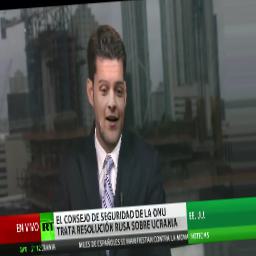 EL CONSEJO DE SEGURIDAD DE LA ONU
TRATA RESOLUCIÓN RUSA SOBRE UCRANIA
EN VIVO RT EE. UU.
MILES DE ESPAÑOLES SE MANIFIESTAN CONTRA LA NOTICIAS